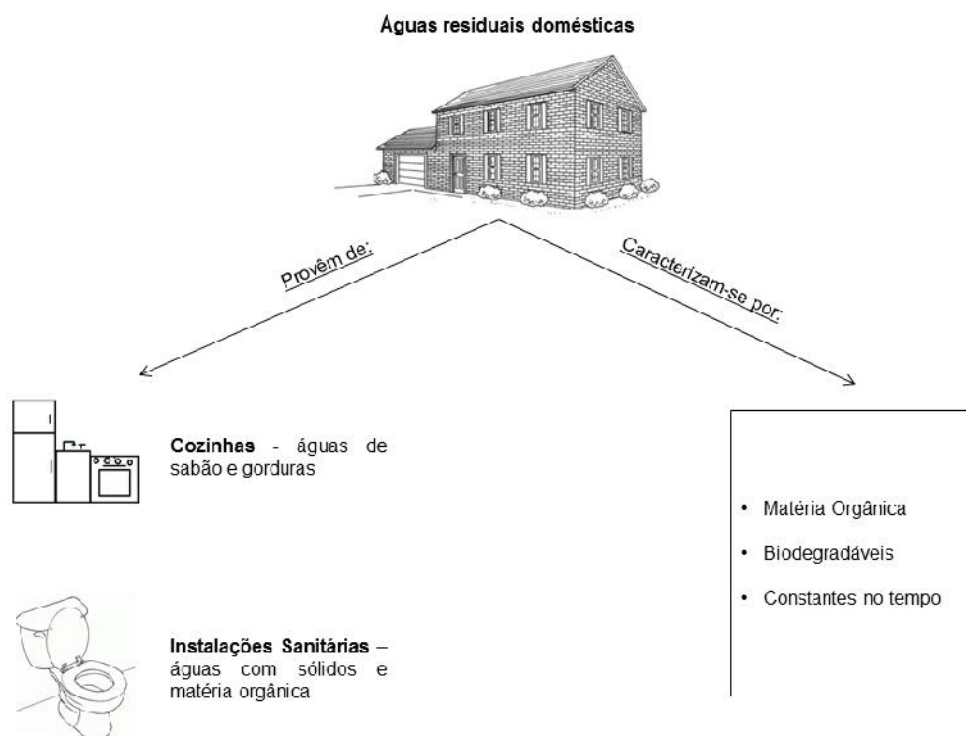 Águas residuais domésticas
Provêm de:
Caracterizam-se por:
Cozinhas - águas de
sabão e gorduras
• Matéria Orgânica
• Biodegradáveis
• Constantes no tempo
Instalações Sanitárias –
águas com sólidos e
matéria orgânica